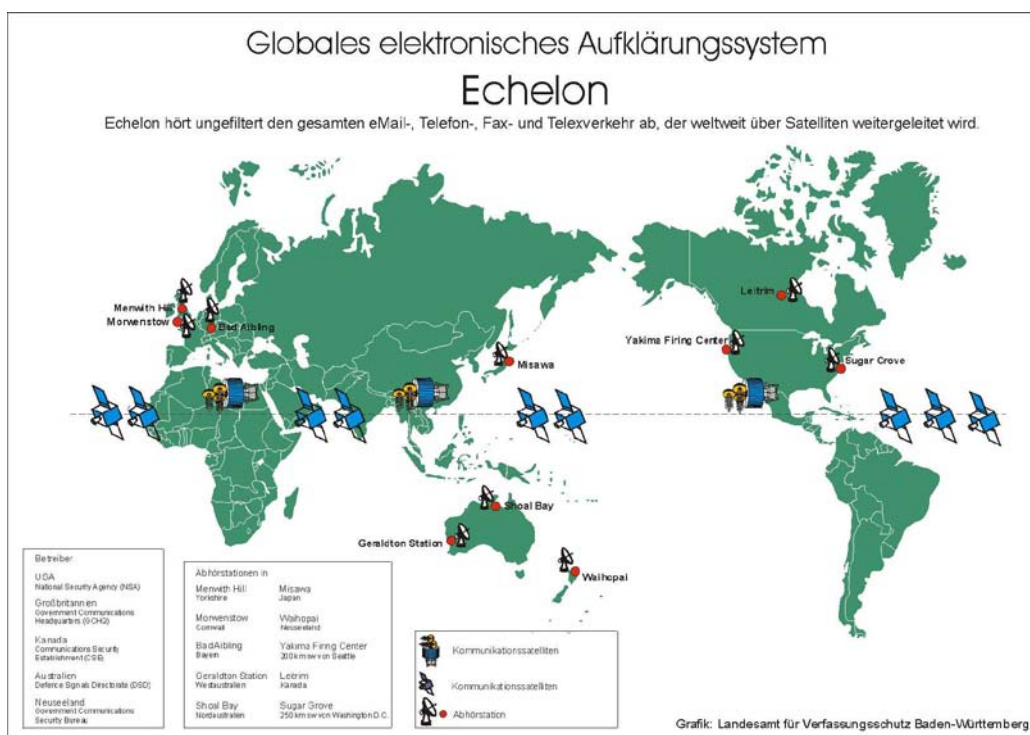 Globales elektronisches Aufklärungssystem
Echelon
Echelon hört ungefiltert den gesamten eMail-, Telefon-, Fax- und Telexverkehr ab, der weltweit über Satelliten weitergeleitet wird.
Leitrim
Menwith Hill
Morwenstow
Bad Aibling
Yakima Firing Center
Sugar Crove
Misawa
Shoal Bay
Geraldton Station
Waihopai
Betreiber
USA
National Security Agency (NSA)
Großbritannien
Government Communications
Headquarters (GCHQ)
Kanada
Communications Security
Establishment (CSE)
Australien
Defence Signals Directorate (DSD)
Neuseeland
Government Communications
Security Bureau
Abhörstationen in
Menwith Hill
Yorkshire
Morwenstow
Cornwall
BadAibling
Bayern
Geraldton Station
Westaustralien
Shoal Bay
Nordaustralien
Misawa
Japan
Waihopai
Neuseeland
Yakima Firing Center
200 km sw von Seattle
Leitrim
Kanada
Sugar Grove
250 km sw von Washington D.C.
Kommunikationssatelliten
Kommunikationssatelliten
Abhörstation
Grafik: Landesamt für Verfassungsschutz Baden-Württemberg